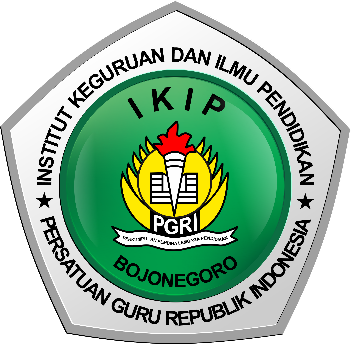 INSTITUT KEGURUAN DAN ILMU PENDIDIKAN
IKIP
PGRI
BOJONEGORO
PERSATUAN GURU REPUBLIK INDONESIA